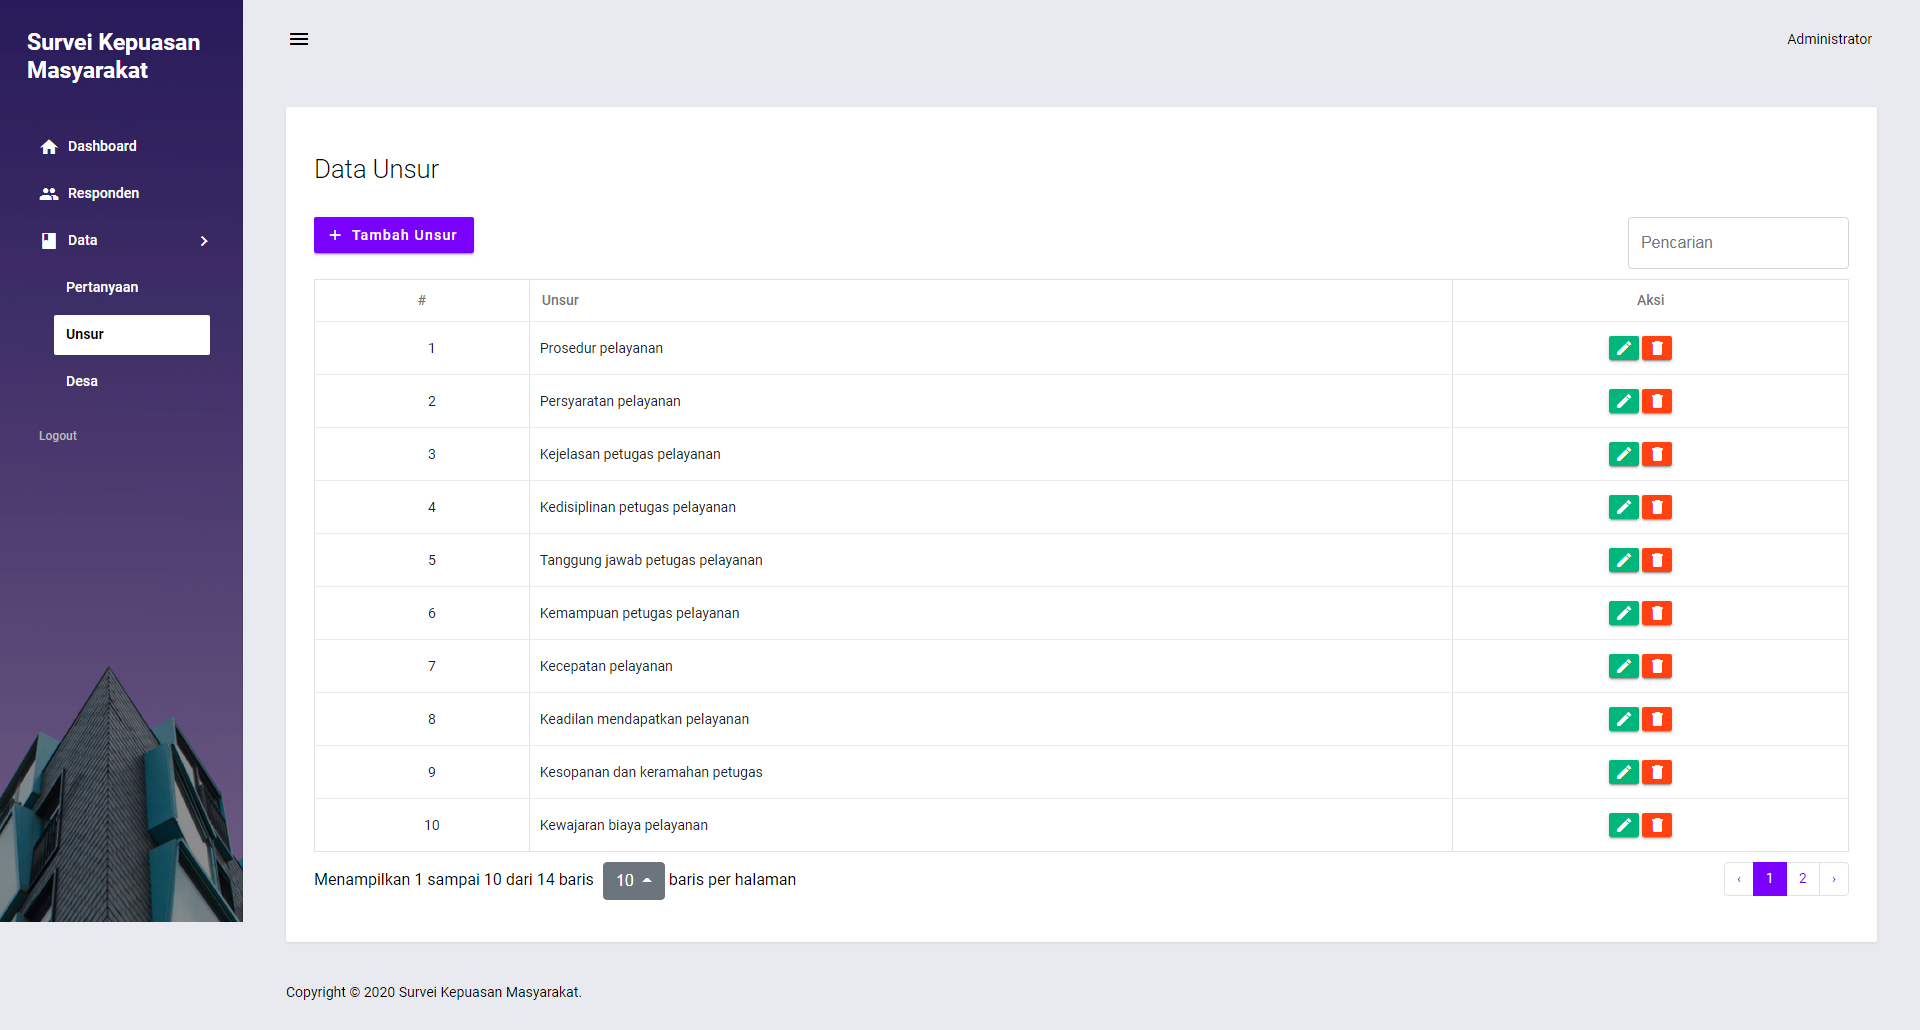 Survei Kepuasan
Masyarakat
Dashboard
Responden
Data
Pertanyaan
Unsur
Desa
Logout
Administrator
Data Unsur
+ Tambah Unsur
Pencarian
# Unsur Aksi
1 Prosedur pelayanan
2 Persyaratan pelayanan
3 Kejelasan petugas pelayanan
4 Kedisiplinan petugas pelayanan
5 Tanggung jawab petugas pelayanan
6 Kemampuan petugas pelayanan
7 Kecepatan pelayanan
8 Keadilan mendapatkan pelayanan
9 Kesopanan dan keramahan petugas
10 Kewajaran biaya pelayanan
Menampilkan 1 sampai 10 dari 14 baris 10 baris per halaman
‹ 1 2 ›
Copyright © 2020 Survei Kepuasan Masyarakat.